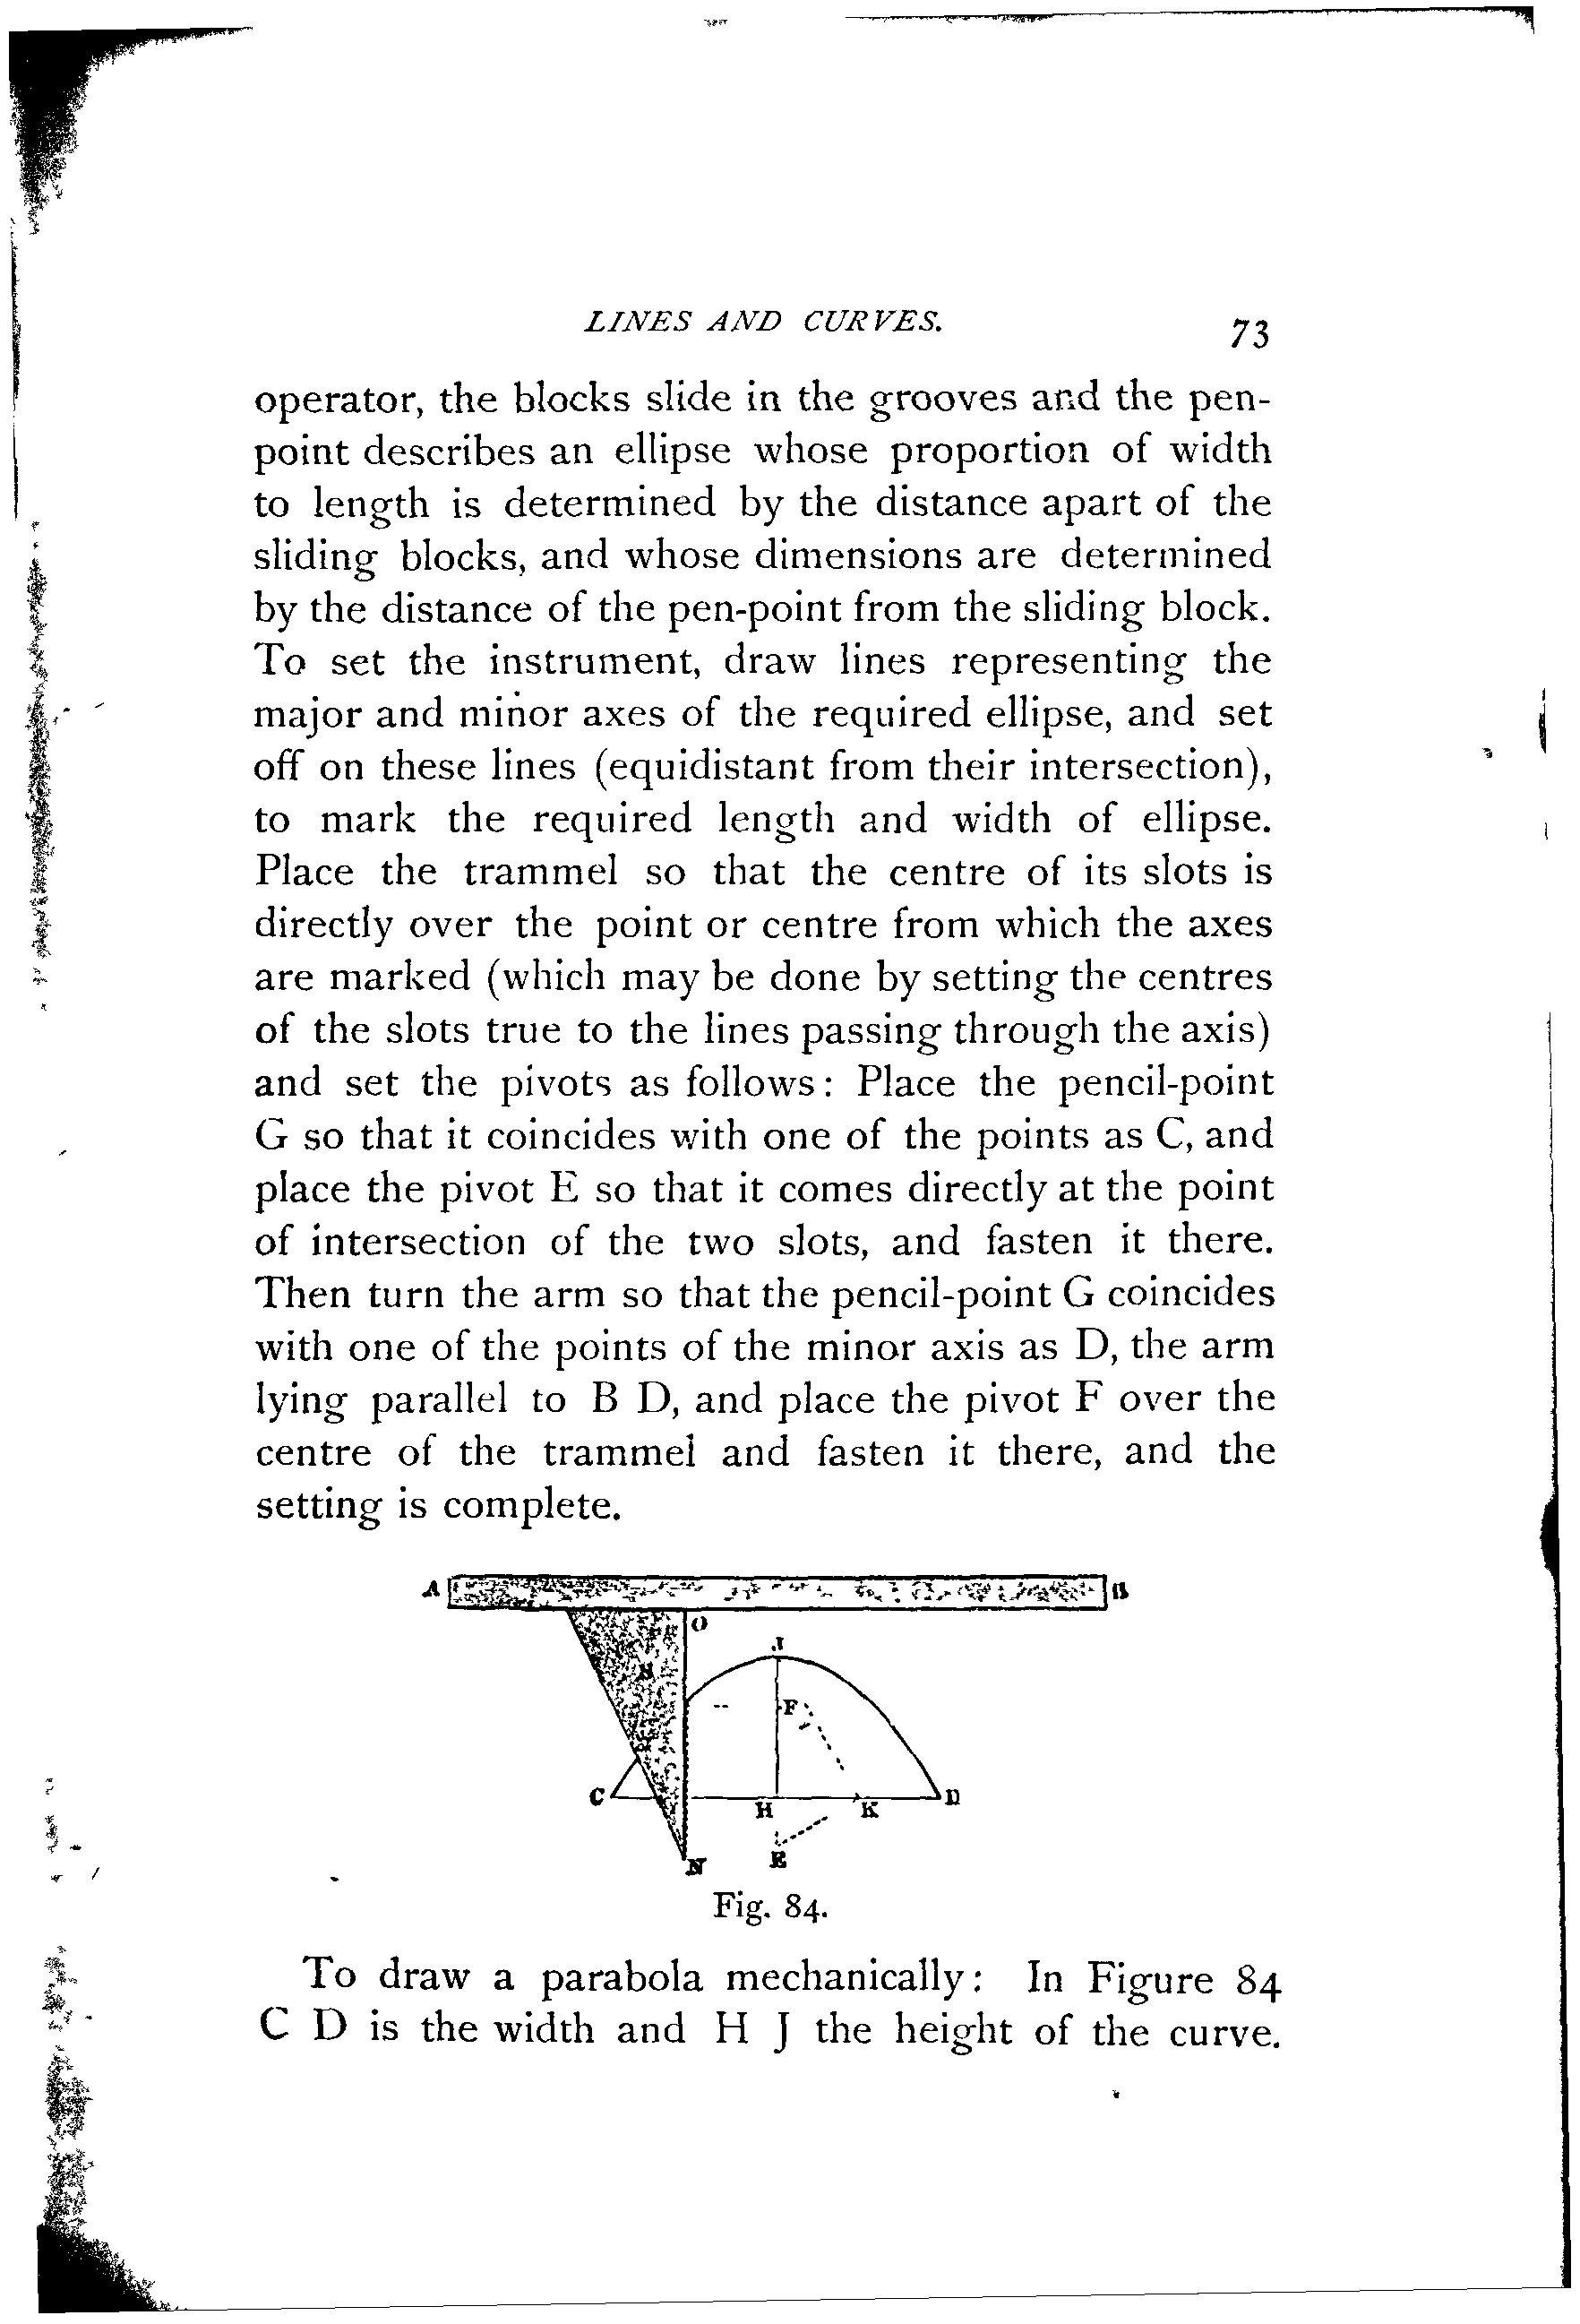 LINES AND CURVES.
73
operator, the blocks slide in the grooves and the pen-
point describes an ellipse whose proportion of width
to length is determined by the distance apart of the
sliding blocks, and whose dimensions are determined
by the distance of the pen-point from the sliding block.
To set the instrument, draw lines representing the
major and minor axes of the required ellipse, and set
off on these lines (equidistant from their intersection),
to mark the required length and width of ellipse.
Place the trammel so that the centre of its slots is
directly over the point or centre from which the axes
are marked (which may be done by setting the centres
of the slots true to the lines passing through the axis)
and set the pivots as follows: Place the pencil-point
G so that it coincides with one of the points as C, and
place the pivot E so that it comes directly at the point
of intersection of the two slots, and fasten it there.
Then turn the arm so that the pencil-point G coincides
with one of the points of the minor axis as D, the arm
lying parallel to B D, and place the pivot F over the
centre of the trammel and fasten it there, and the
setting is complete.
A
B
O
J
F
C
D
H
K
N
E
Fig. 84.
To draw a parabola mechanically: In Figure 84
C D is the width and H J the height of the curve.